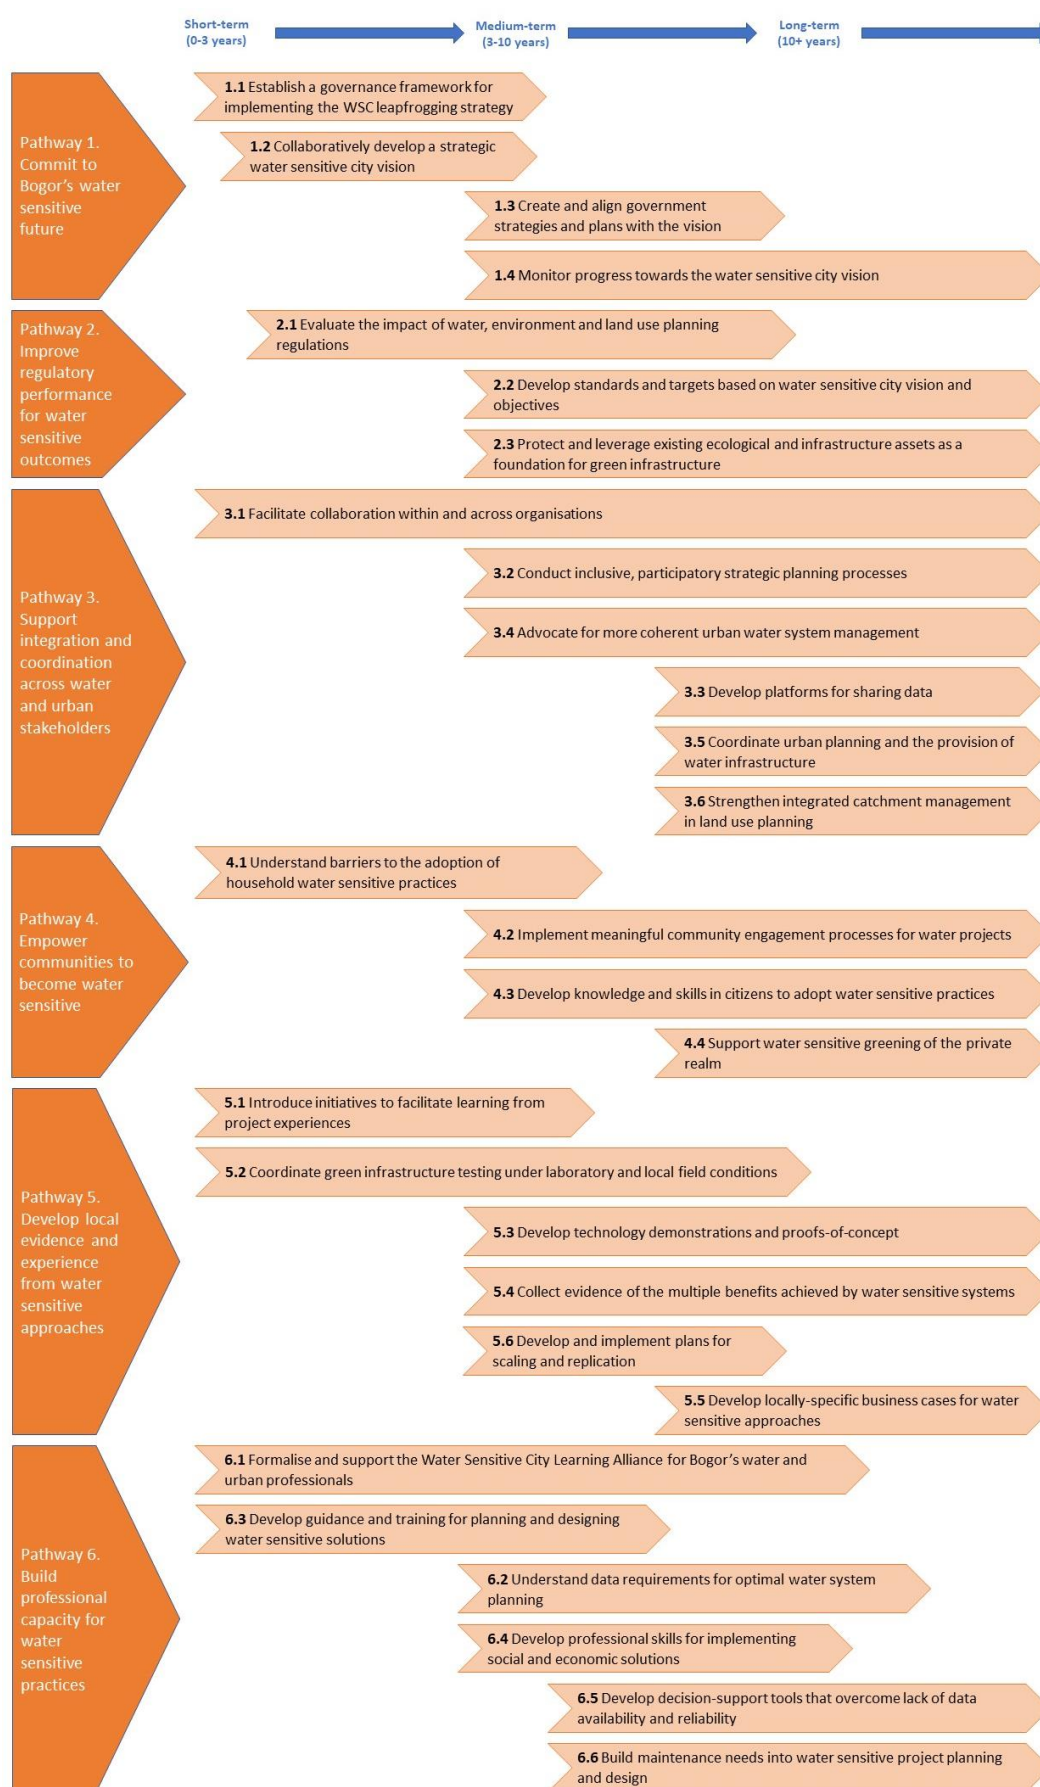 Short-term
(0-3 years)
Medium-term
(3-10 years)
Long-term
(10+ years)
Pathway 1.
Commit to
Bogor’s water
sensitive
future
1.1 Establish a governance framework for
implementing the WSC leapfrogging strategy
1.2 Collaboratively develop a strategic
water sensitive city vision
1.3 Create and align government
strategies and plans with the vision
1.4 Monitor progress towards the water sensitive city vision
Pathway 2.
Improve
regulatory
performance
for water
sensitive
outcomes
2.1 Evaluate the impact of water, environment and land use planning
regulations
2.2 Develop standards and targets based on water sensitive city vision and
objectives
2.3 Protect and leverage existing ecological and infrastructure assets as a
foundation for green infrastructure
Pathway 3.
Support
integration and
coordination
across water
and urban
stakeholders
3.1 Facilitate collaboration within and across organisations
3.2 Conduct inclusive, participatory strategic planning processes
3.4 Advocate for more coherent urban water system management
3.3 Develop platforms for sharing data
3.5 Coordinate urban planning and the provision of
water infrastructure
3.6 Strengthen integrated catchment management
in land use planning
Pathway 4.
Empower
communities to
become water
sensitive
4.1 Understand barriers to the adoption of
household water sensitive practices
4.2 Implement meaningful community engagement processes for water projects
4.3 Develop knowledge and skills in citizens to adopt water sensitive practices
4.4 Support water sensitive greening of the private
realm
Pathway 5.
Develop local
evidence and
experience
from water
sensitive
approaches
5.1 Introduce initiatives to facilitate learning from
project experiences
5.2 Coordinate green infrastructure testing under laboratory and local field conditions
5.3 Develop technology demonstrations and proofs-of-concept
5.4 Collect evidence of the multiple benefits achieved by water sensitive systems
5.6 Develop and implement plans for
scaling and replication
5.5 Develop locally-specific business cases for water
sensitive approaches
Pathway 6.
Build
professional
capacity for
water
sensitive
practices
6.1 Formalise and support the Water Sensitive City Learning Alliance for Bogor’s water and
urban professionals
6.3 Develop guidance and training for planning and designing
water sensitive solutions
6.2 Understand data requirements for optimal water system
planning
6.4 Develop professional skills for implementing
social and economic solutions
6.5 Develop decision-support tools that overcome lack of data
availability and reliability
6.6 Build maintenance needs into water sensitive project planning
and design